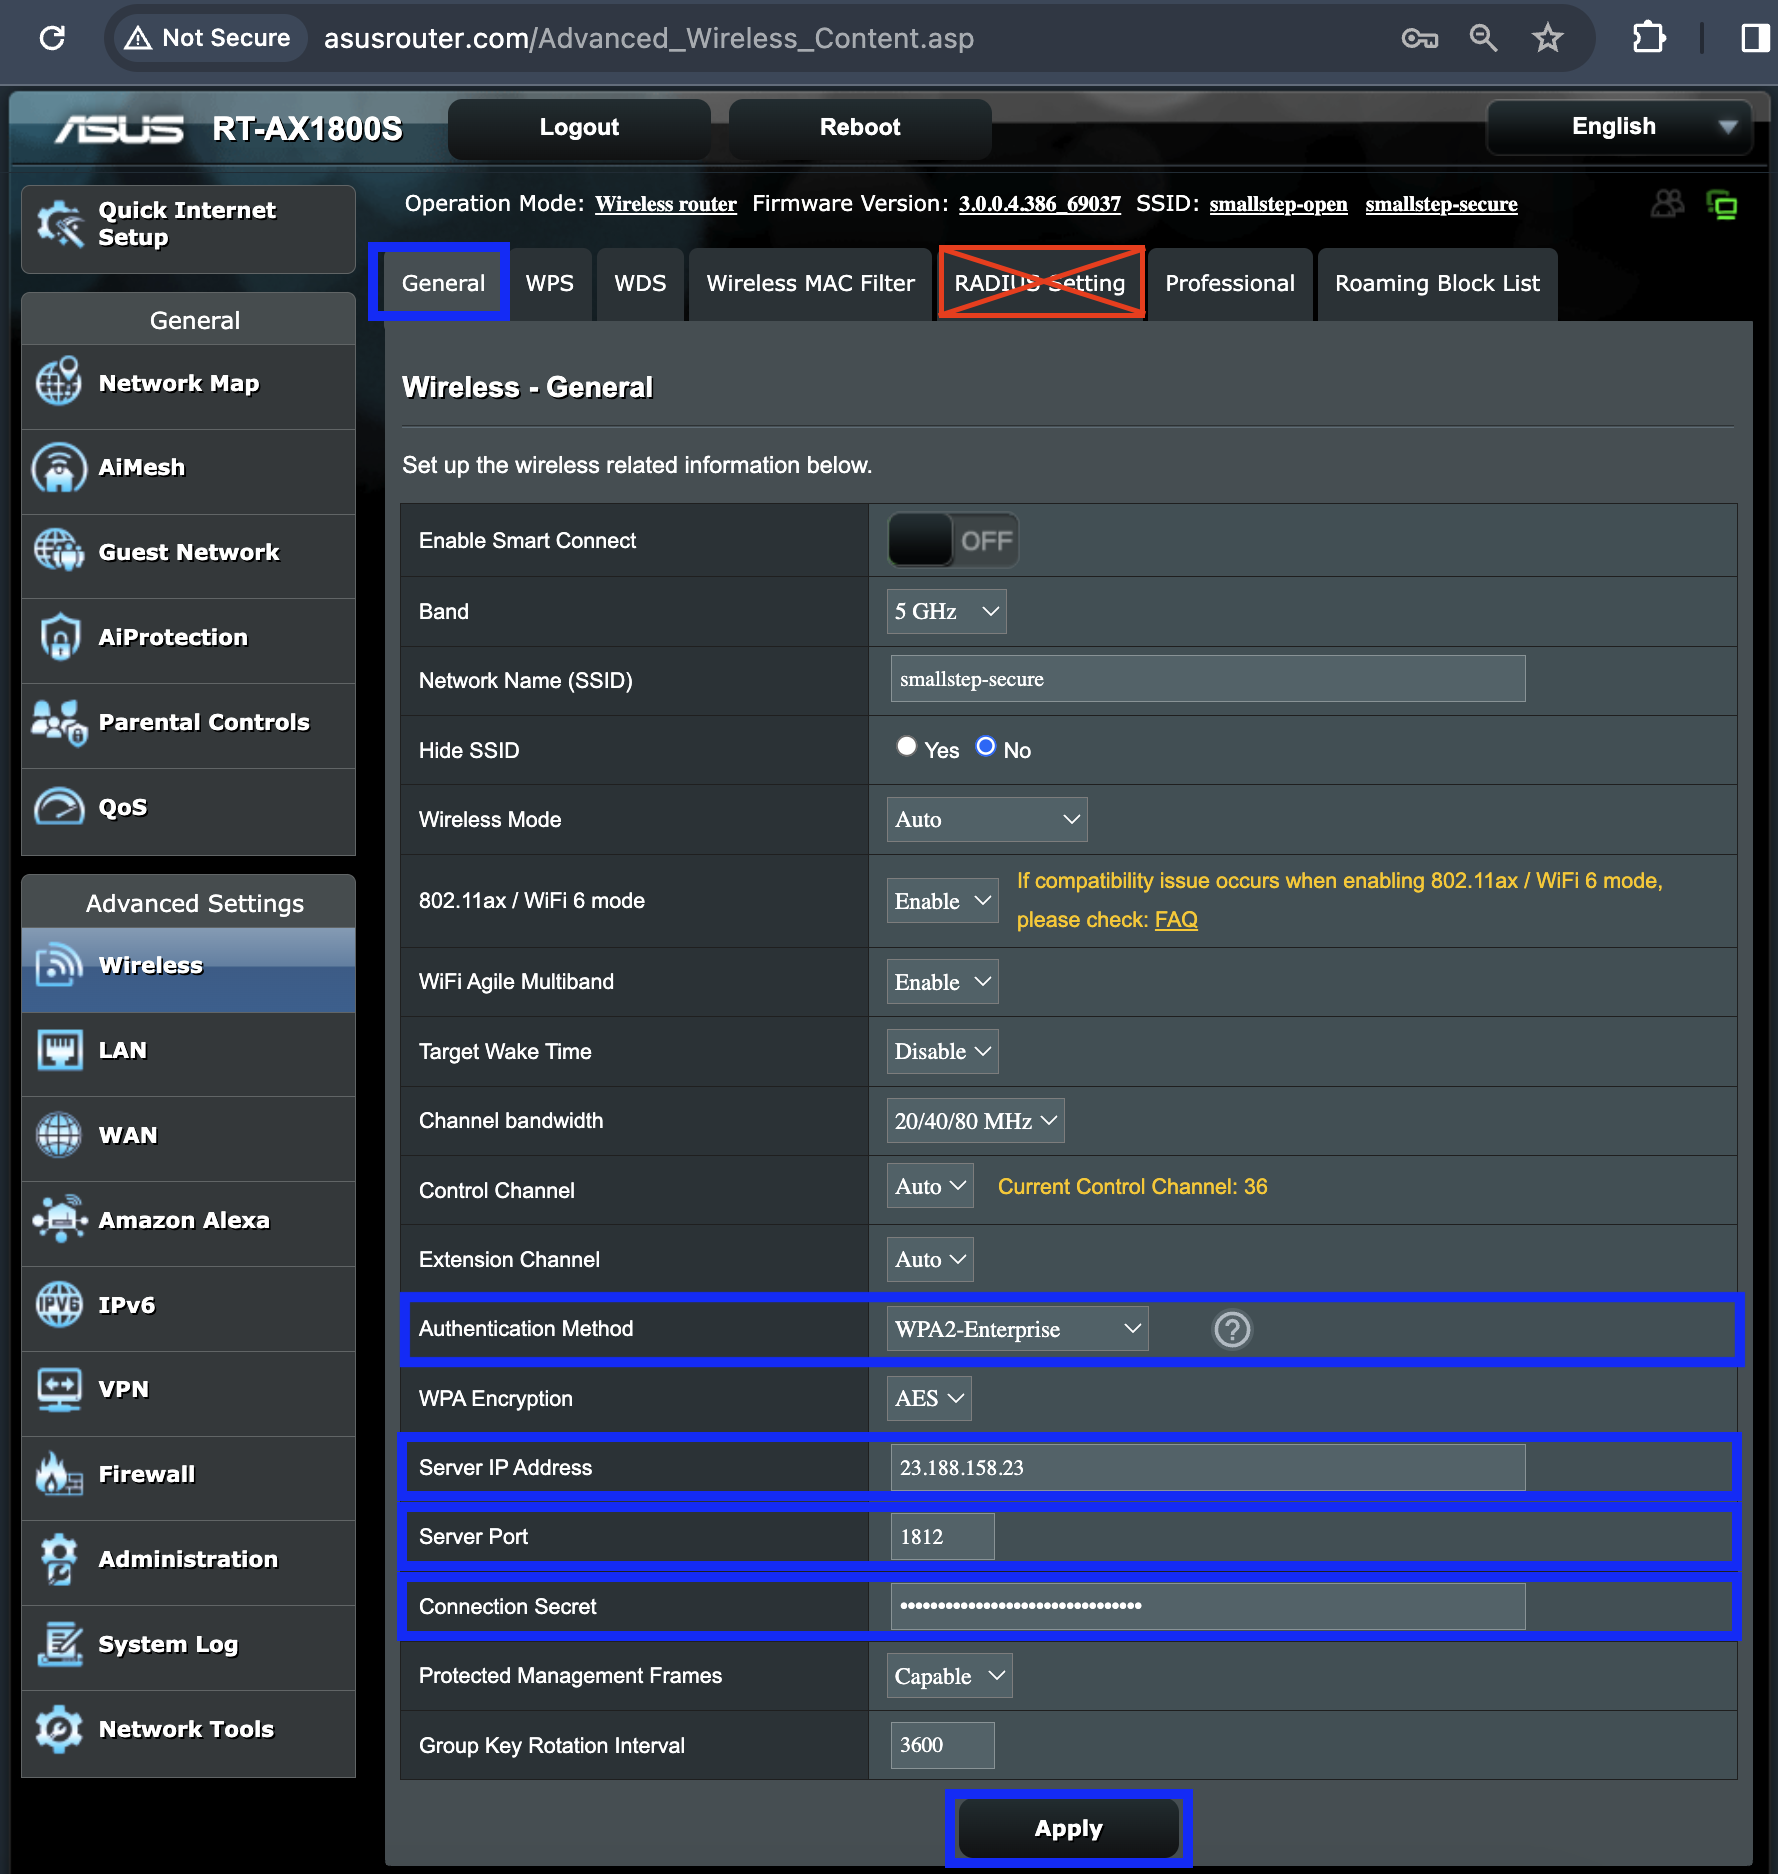 Not Secure asusrouter.com/Advanced_Wireless_Content.asp
ASUS RT-AX1800S Logout Reboot English
Operation Mode: Wireless router Firmware Version: 3.0.0.4.386_69037 SSID: smallstep-open smallstep-secure
Quick Internet
Setup
General
Network Map
AiMesh
Guest Network
AiProtection
Parental Controls
QoS
Advanced Settings
Wireless
LAN
WAN
Amazon Alexa
IPv6
VPN
Firewall
Administration
System Log
Network Tools
General WPS WDS Wireless MAC Filter RADIUS Setting Professional Roaming Block List
Wireless - General
Set up the wireless related information below.
Enable Smart Connect OFF
Band 5 GHz
Network Name (SSID) smallstep-secure
Hide SSID Yes No
Wireless Mode Auto
802.11ax / WiFi 6 mode Enable If compatibility issue occurs when enabling 802.11ax / WiFi 6 mode,
please check: FAQ
WiFi Agile Multiband Enable
Target Wake Time Disable
Channel bandwidth 20/40/80 MHz
Control Channel Auto Current Control Channel: 36
Extension Channel Auto
Authentication Method WPA2-Enterprise ?
WPA Encryption AES
Server IP Address 23.188.158.23
Server Port 1812
Connection Secret ••••••••••••••••••••••••••••••••
Protected Management Frames Capable
Group Key Rotation Interval 3600
Apply